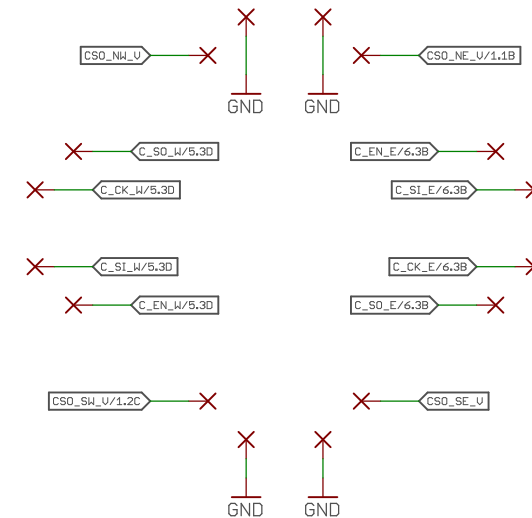 CSO_NW_V
CSO_NE_V/1.1B
GND
GND
C_SO_W/5.3D
C_EN_E/6.3B
C_CK_W/5.3D
C_SI_E/6.3B
C_SI_W/5.3D
C_CK_E/6.3B
C_EN_W/5.3D
C_SO_E/6.3B
CSO_SW_V/1.2C
CSO_SE_V
GND
GND